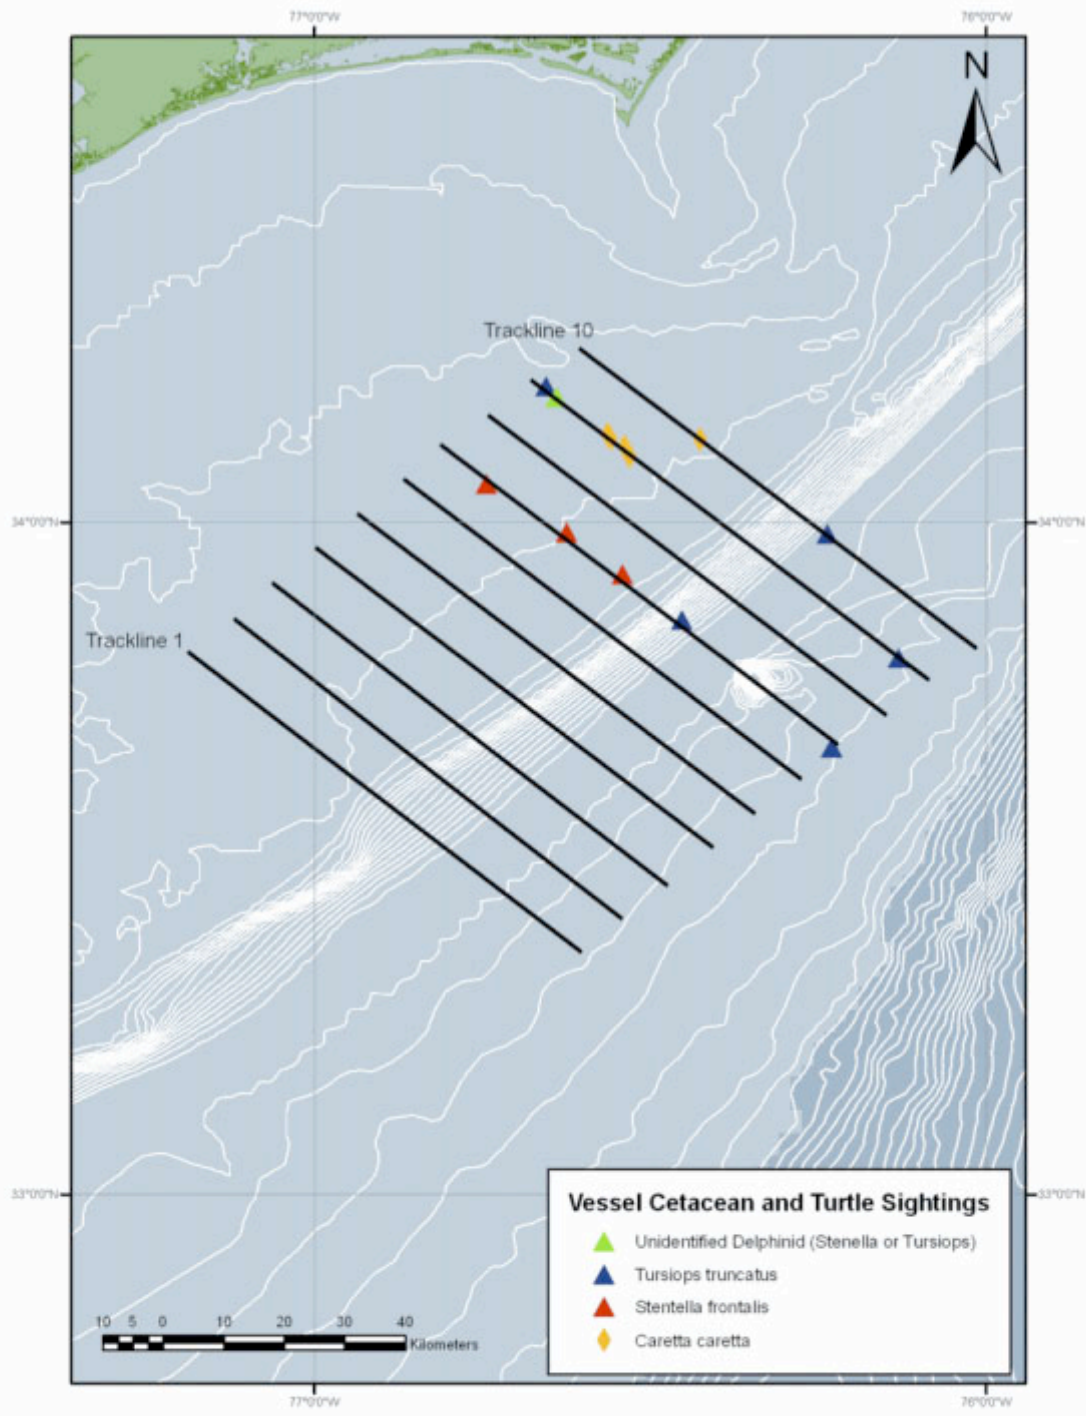 77°0'0"W 76°0'0"W
N
Trackline 10
34°0'0"N 34°0'0"N
Trackline 1
33°0'0"N 33°0'0"N
Vessel Cetacean and Turtle Sightings
Unidentified Delphinid (Stenella or Tursiops)
Tursiops truncatus
Stentella frontalis
Caretta caretta
10 5 0 10 20 30 40
Kilometers
77°0'0"W 76°0'0"W